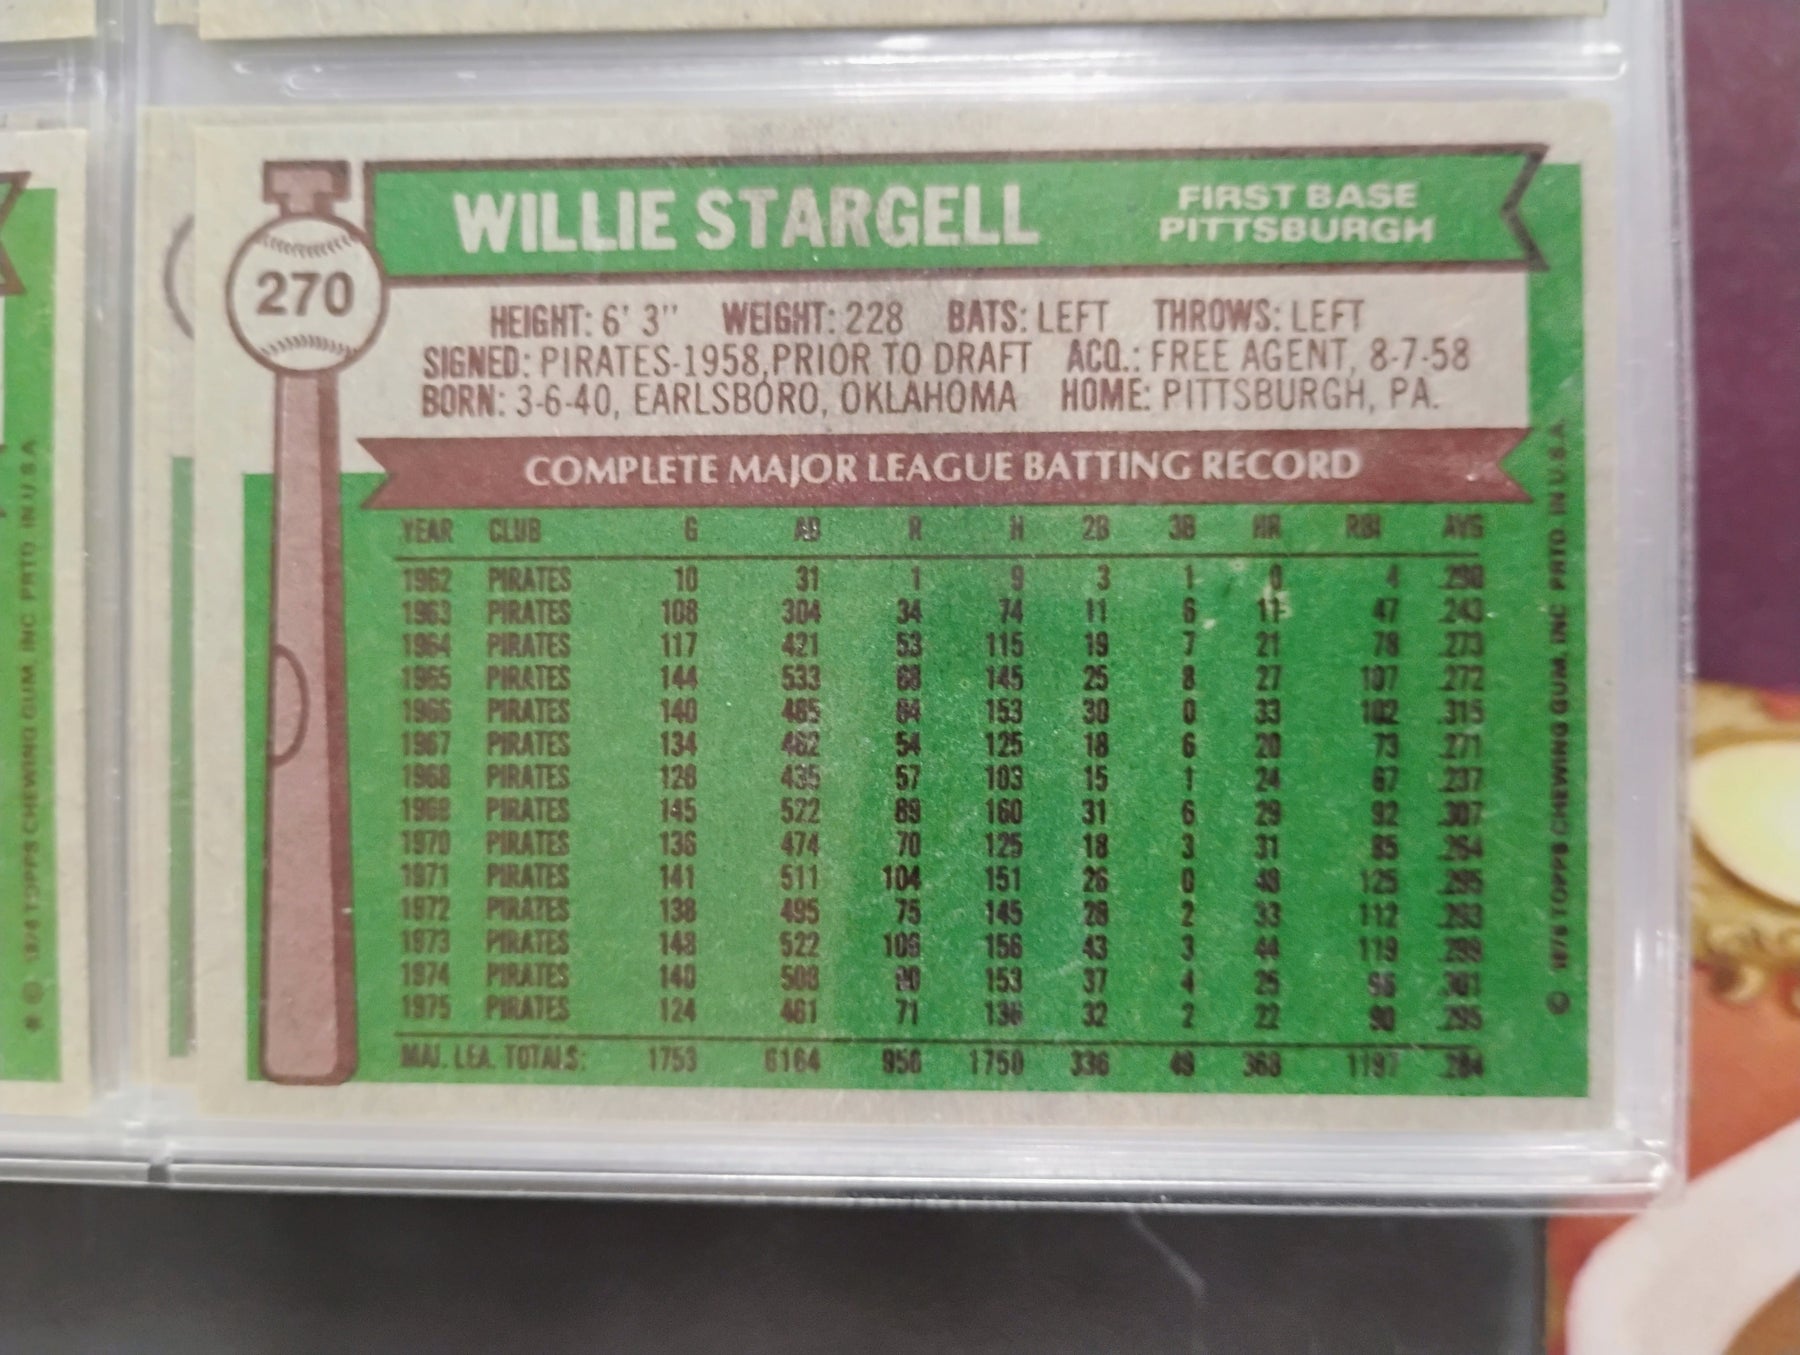 WILLIE STARGELL
FIRST BASE
PITTSBURGH
270
HEIGHT: 6' 3" WEIGHT: 228 BATS: LEFT THROWS: LEFT
SIGNED: PIRATES-1958, PRIOR TO DRAFT ACQ.: FREE AGENT, 8-7-58
BORN: 3-6-40, EARLSBORO, OKLAHOMA HOME: PITTSBURGH, PA.
COMPLETE MAJOR LEAGUE BATTING RECORD
YEAR CLUB G AB R H 2B 3B HR RBI AVG
1962 PIRATES 10 31 1 9 3 1 0 4 .290
1963 PIRATES 108 304 34 74 11 6 11 47 .243
1964 PIRATES 117 421 53 115 19 7 21 78 .273
1965 PIRATES 144 533 68 145 25 8 27 107 .272
1966 PIRATES 140 485 84 153 30 0 33 102 .315
1967 PIRATES 134 462 54 125 18 6 20 73 .271
1968 PIRATES 128 435 57 103 15 1 24 67 .237
1969 PIRATES 145 522 89 160 31 6 29 92 .307
1970 PIRATES 136 474 70 125 18 3 31 85 .264
1971 PIRATES 141 511 104 151 26 0 48 125 .295
1972 PIRATES 138 495 75 145 28 2 33 112 .293
1973 PIRATES 148 522 106 156 43 3 44 119 .299
1974 PIRATES 140 508 90 153 37 4 25 96 .301
1975 PIRATES 124 461 71 136 32 2 22 90 .295
MAJ. LEA. TOTALS: 1753 6164 956 1750 336 49 368 1197 .284
© 1976 TOPPS CHEWING GUM, INC. PRTD. IN U.S.A.
* © 1976 TOPPS CHEWING GUM, INC. PRTD. IN U.S.A.